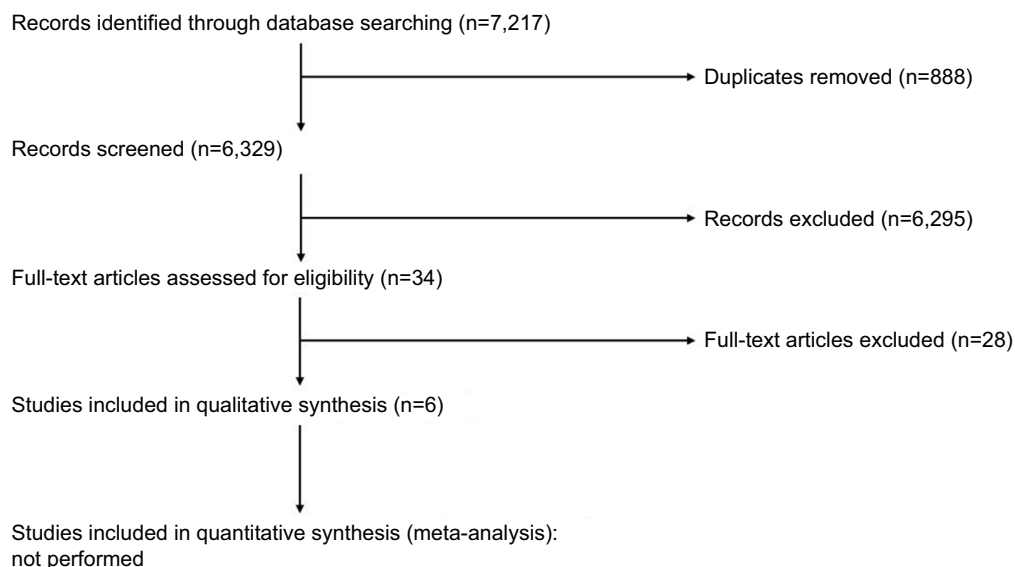 Records identified through database searching (n=7,217)
Duplicates removed (n=888)
Records screened (n=6,329)
Records excluded (n=6,295)
Full-text articles assessed for eligibility (n=34)
Full-text articles excluded (n=28)
Studies included in qualitative synthesis (n=6)
Studies included in quantitative synthesis (meta-analysis):
not performed